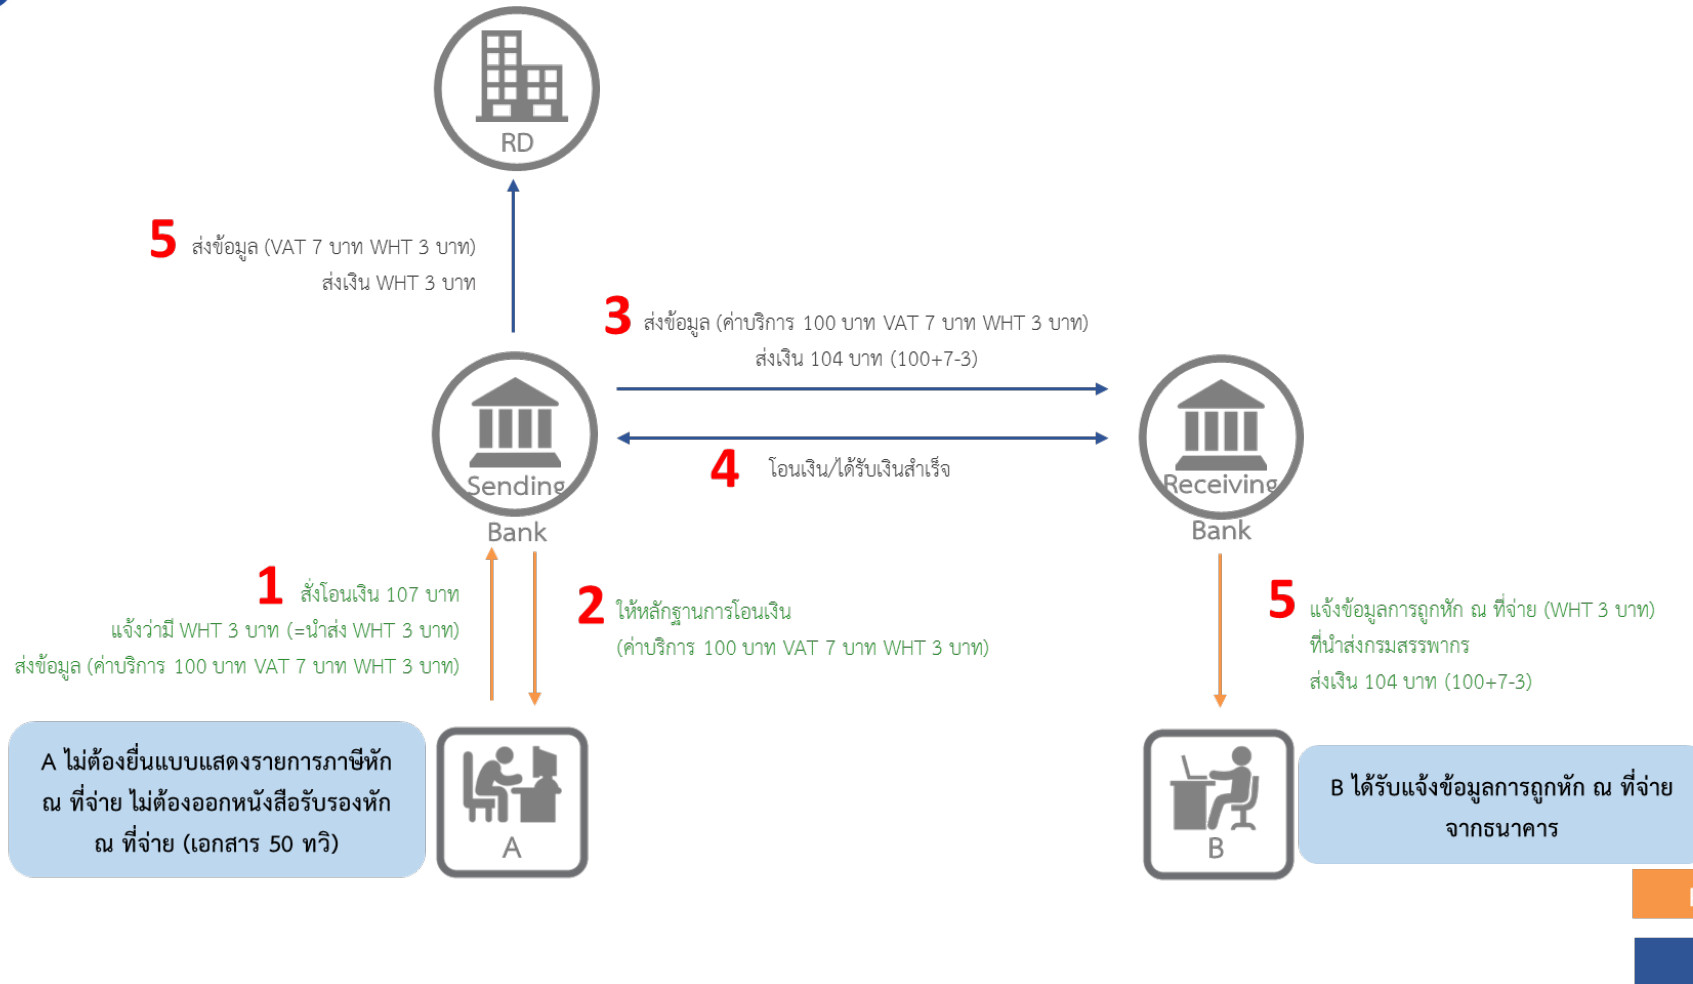 RD
5 ส่งข้อมูล (VAT 7 บาท WHT 3 บาท)
ส่งเงิน WHT 3 บาท
3 ส่งข้อมูล (ค่าบริการ 100 บาท VAT 7 บาท WHT 3 บาท)
ส่งเงิน 104 บาท (100+7-3)
Sending
Bank
4 โอนเงิน/ได้รับเงินสำเร็จ
Receiving
Bank
1 สั่งโอนเงิน 107 บาท
แจ้งว่ามี WHT 3 บาท (=นำส่ง WHT 3 บาท)
ส่งข้อมูล (ค่าบริการ 100 บาท VAT 7 บาท WHT 3 บาท)
2 ให้หลักฐานการโอนเงิน
(ค่าบริการ 100 บาท VAT 7 บาท WHT 3 บาท)
5 แจ้งข้อมูลการถูกหัก ณ ที่จ่าย (WHT 3 บาท)
ที่นำส่งกรมสรรพากร
ส่งเงิน 104 บาท (100+7-3)
A ไม่ต้องยื่นแบบแสดงรายการภาษีหัก
ณ ที่จ่าย ไม่ต้องออกหนังสือรับรองหัก
ณ ที่จ่าย (เอกสาร 50 ทวิ)
A
B
B ได้รับแจ้งข้อมูลการถูกหัก ณ ที่จ่าย
จากธนาคาร